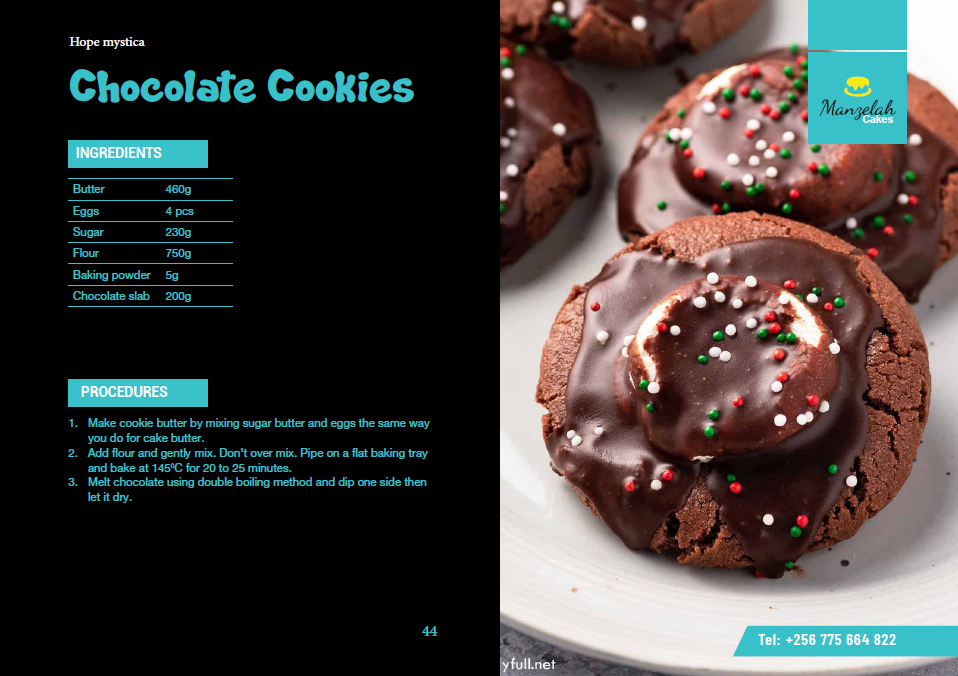 Hope mystica
Chocolate Cookies
INGREDIENTS
Butter 460g
Eggs 4 pcs
Sugar 230g
Flour 750g
Baking powder 5g
Chocolate slab 200g
PROCEDURES
1. Make cookie butter by mixing sugar butter and eggs the same way
you do for cake butter.
2. Add flour and gently mix. Don't over mix. Pipe on a flat baking tray
and bake at 145ºC for 20 to 25 minutes.
3. Melt chocolate using double boiling method and dip one side then
let it dry.
44
Manzelah
Cakes
Tel: +256 775 664 822
yfull.net